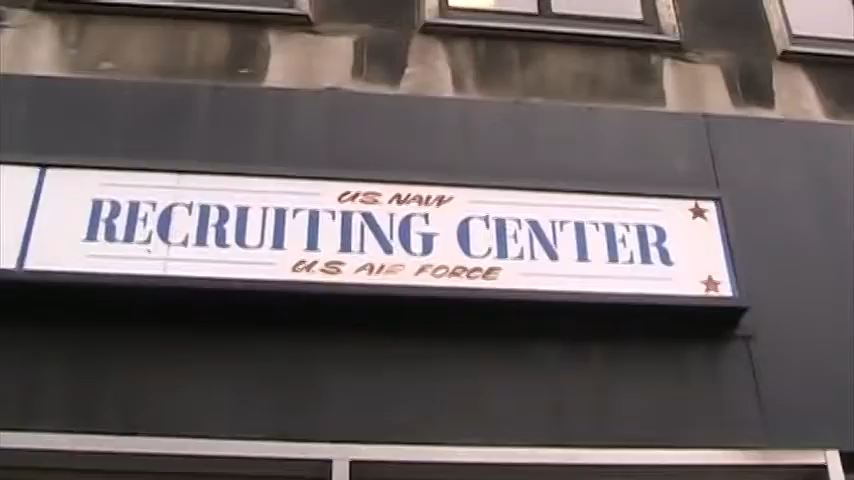 U.S. NAVY
RECRUITING CENTER
U.S AIR FORCE